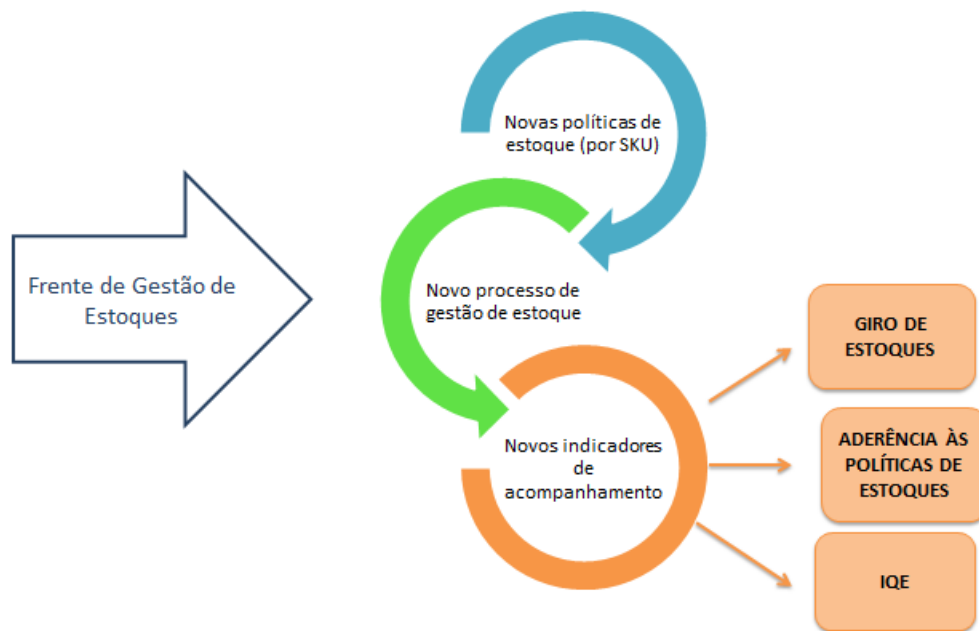 Novas políticas de
estoque (por SKU)
Frente de Gestão de
Estoques
Novo processo de
gestão de estoque
Novos indicadores
de
acompanhamento
GIRO DE
ESTOQUES
ADERÊNCIA ÀS
POLÍTICAS DE
ESTOQUES
IQE